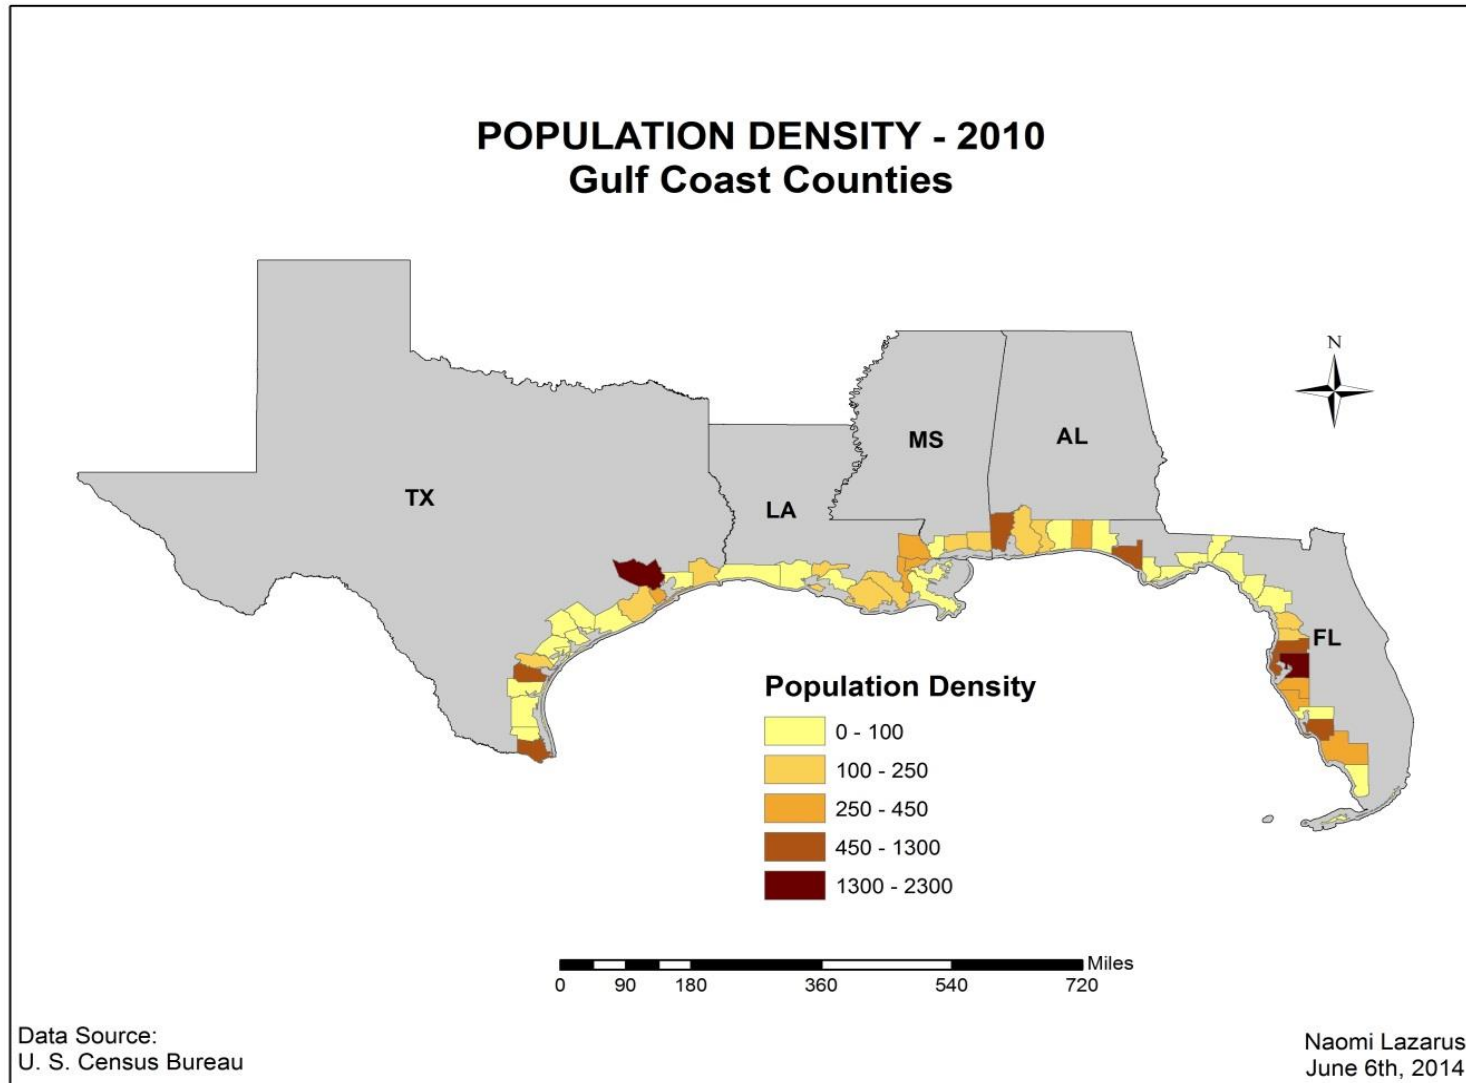 POPULATION DENSITY - 2010
Gulf Coast Counties
N
MS
AL
TX
LA
FL
Population Density
0 - 100
100 - 250
250 - 450
450 - 1300
1300 - 2300
Miles
0 90 180 360 540 720
Data Source:
U. S. Census Bureau
Naomi Lazarus
June 6th, 2014